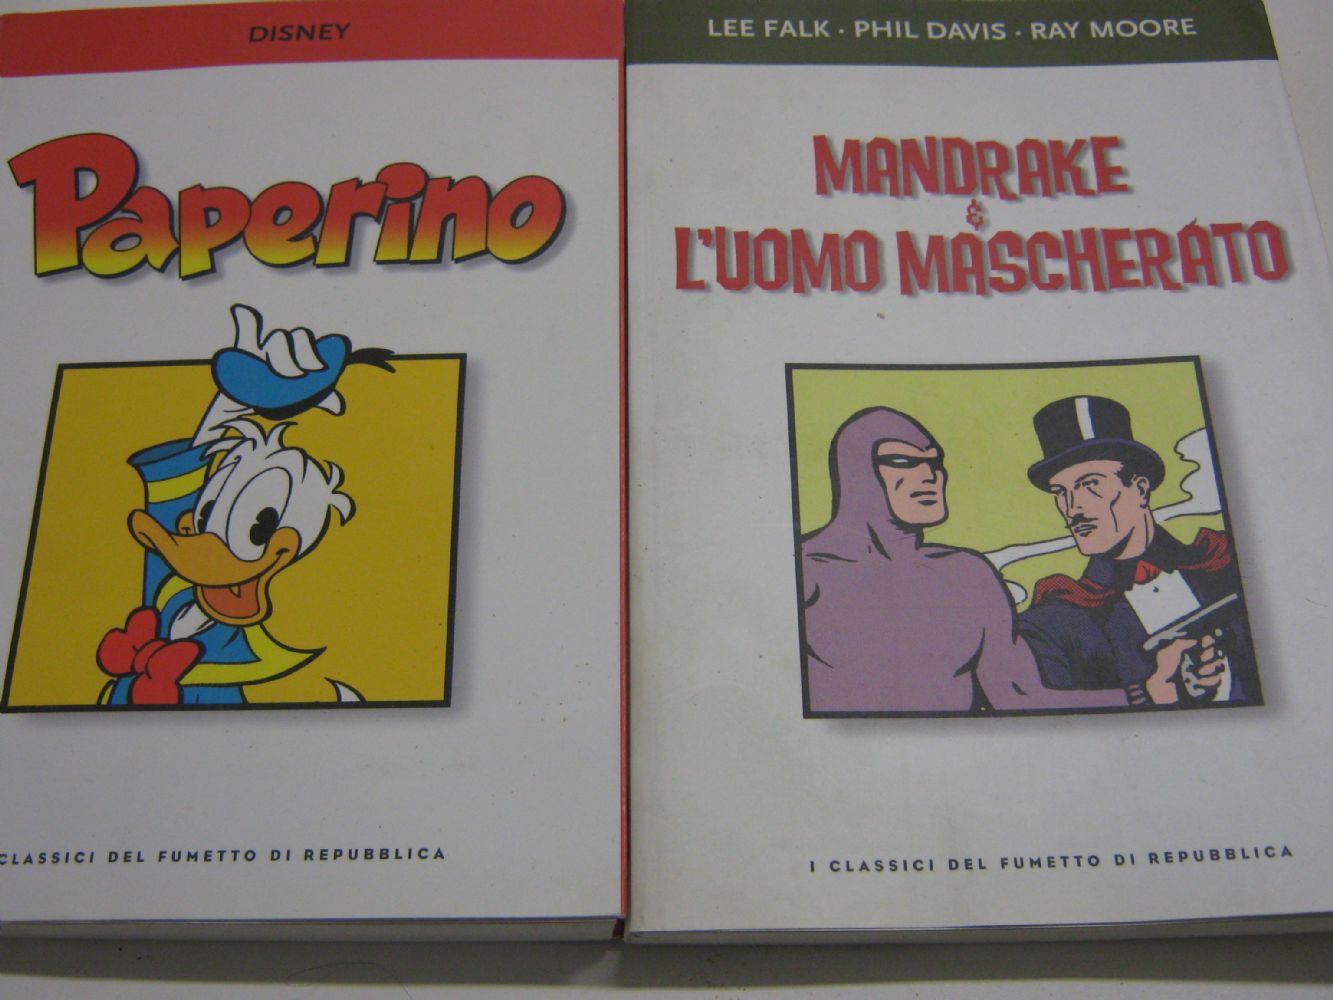 DISNEY
Paperino
CLASSICI DEL FUMETTO DI REPUBBLICA
LEE FALK · PHIL DAVIS · RAY MOORE
MANDRAKE
&
L'UOMO MASCHERATO
I CLASSICI DEL FUMETTO DI REPUBBLICA